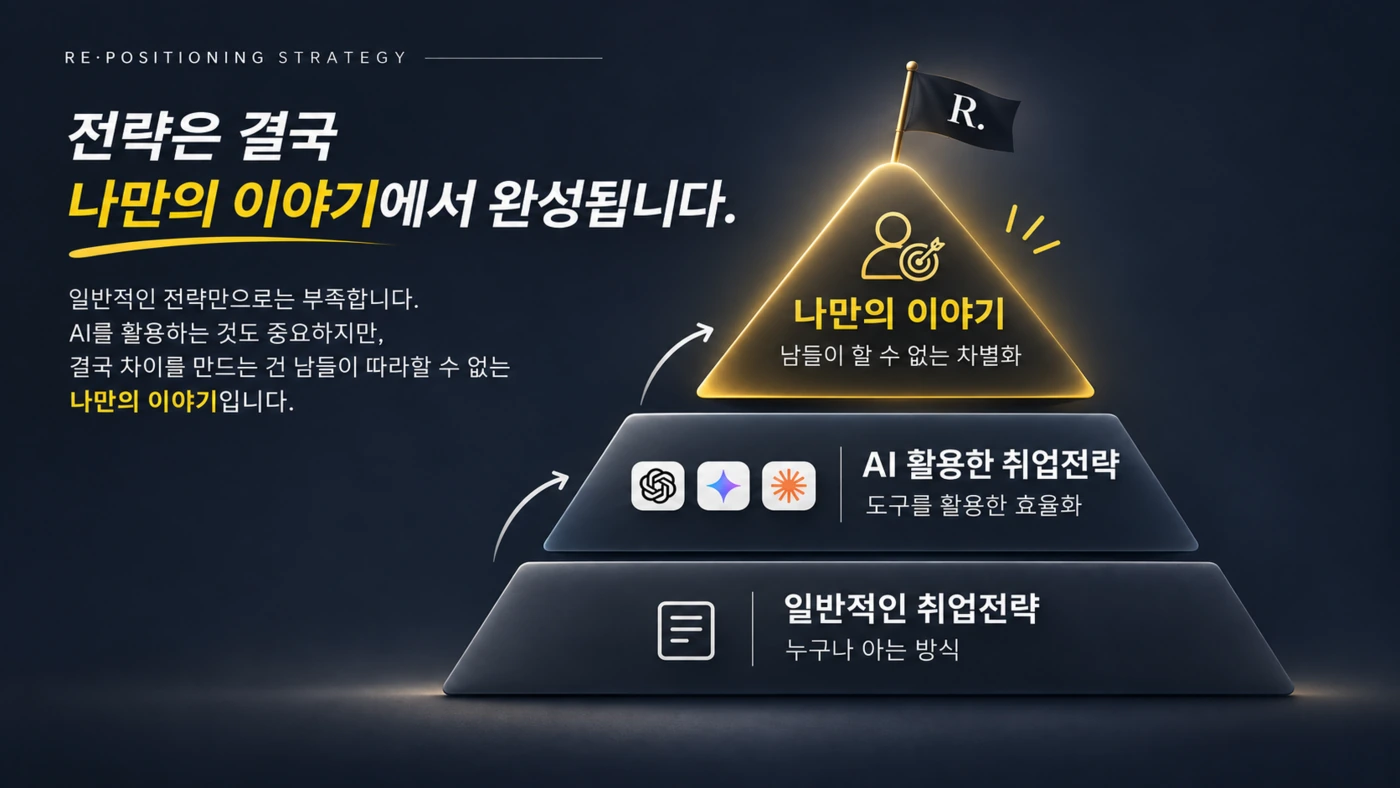 RE·POSITIONING STRATEGY
전략은 결국
나만의 이야기에서 완성됩니다.
일반적인 전략만으로는 부족합니다.
AI를 활용하는 것도 중요하지만,
결국 차이를 만드는 건 남들이 따라할 수 없는
나만의 이야기입니다.
R.
나만의 이야기
남들이 할 수 없는 차별화
AI 활용한 취업전략
도구를 활용한 효율화
일반적인 취업전략
누구나 아는 방식